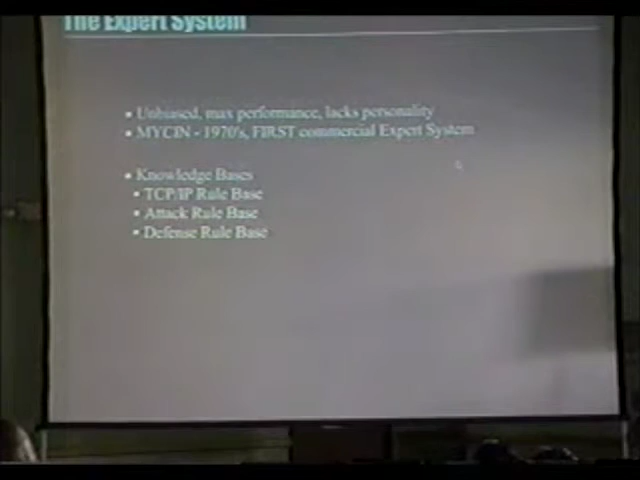 The Expert System
• Unbiased, max performance, lacks personality
• MYCIN - 1970's, FIRST commercial Expert System
• Knowledge Bases
• TCP/IP Rule Base
• Attack Rule Base
• Defense Rule Base